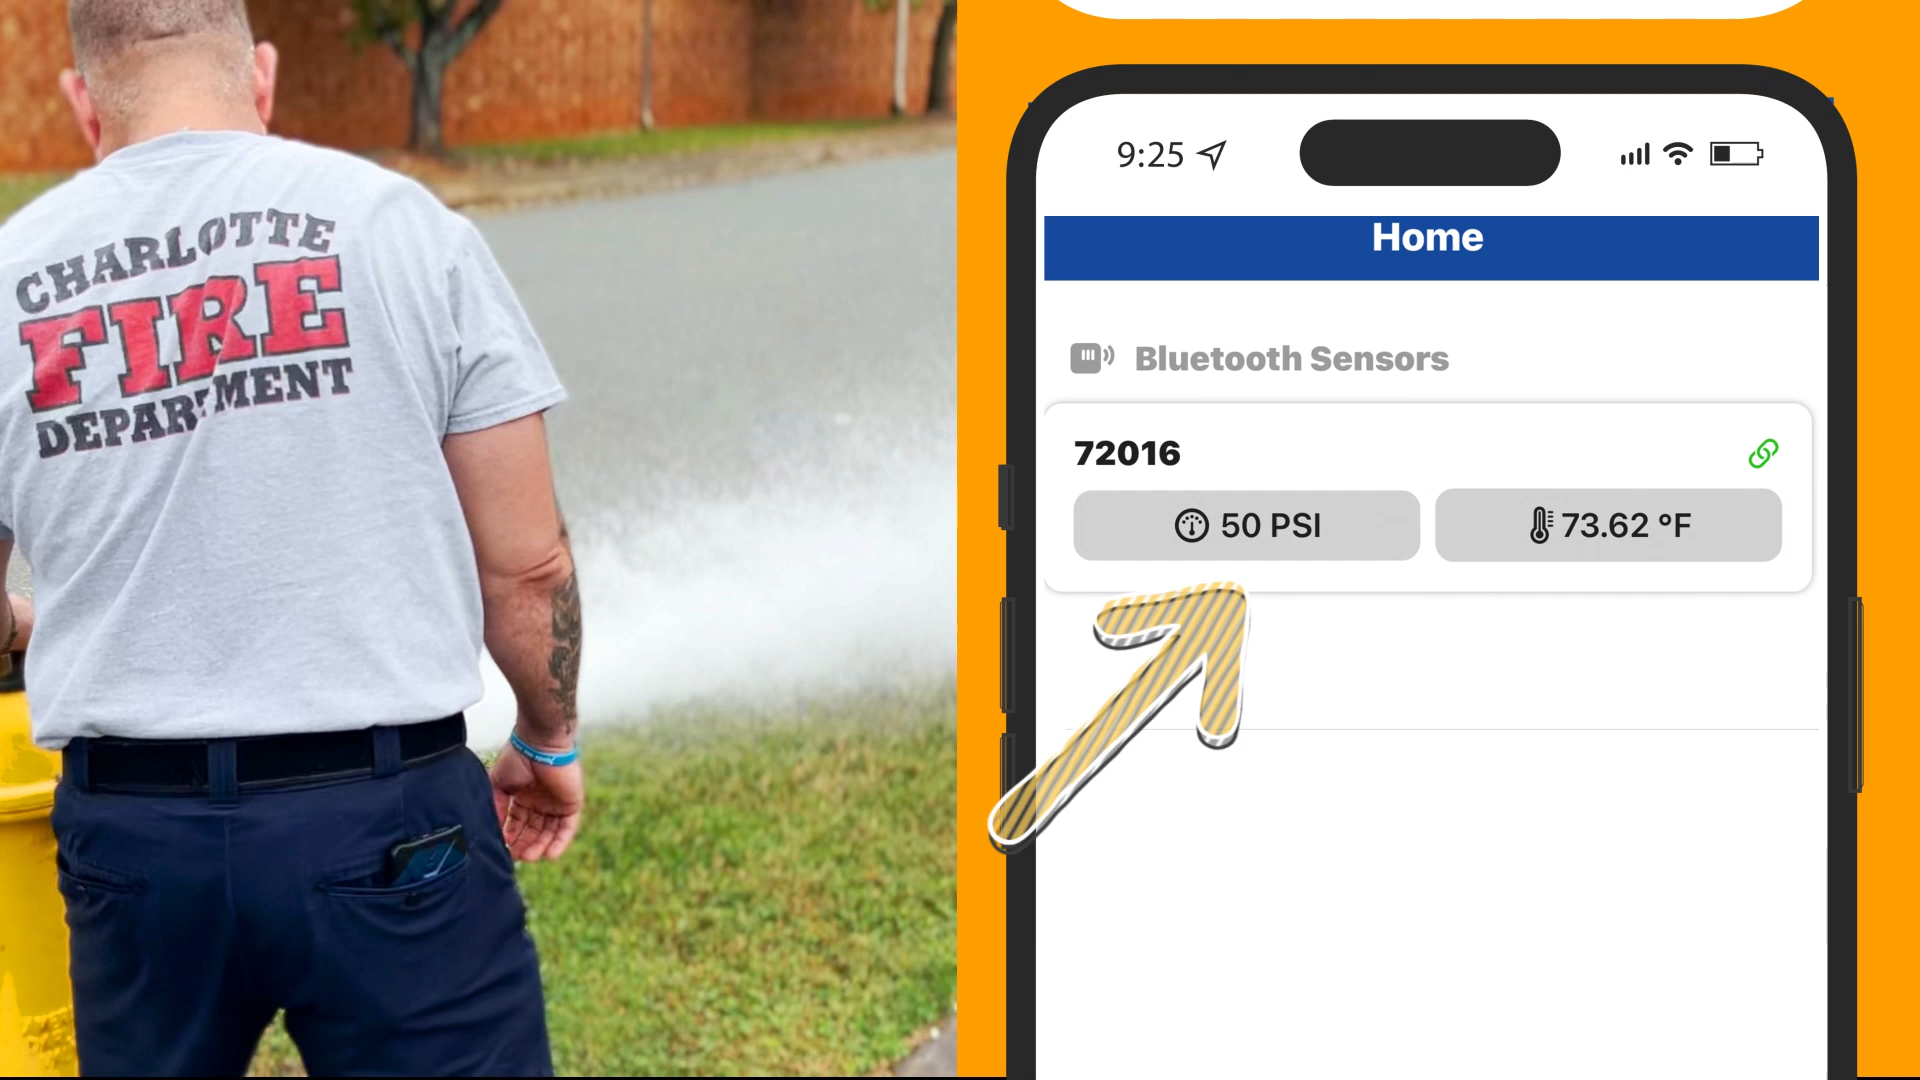 CHARLOTTE
FIRE
DEPARTMENT
9:25
Home
Bluetooth Sensors
72016
50 PSI
73.62 °F